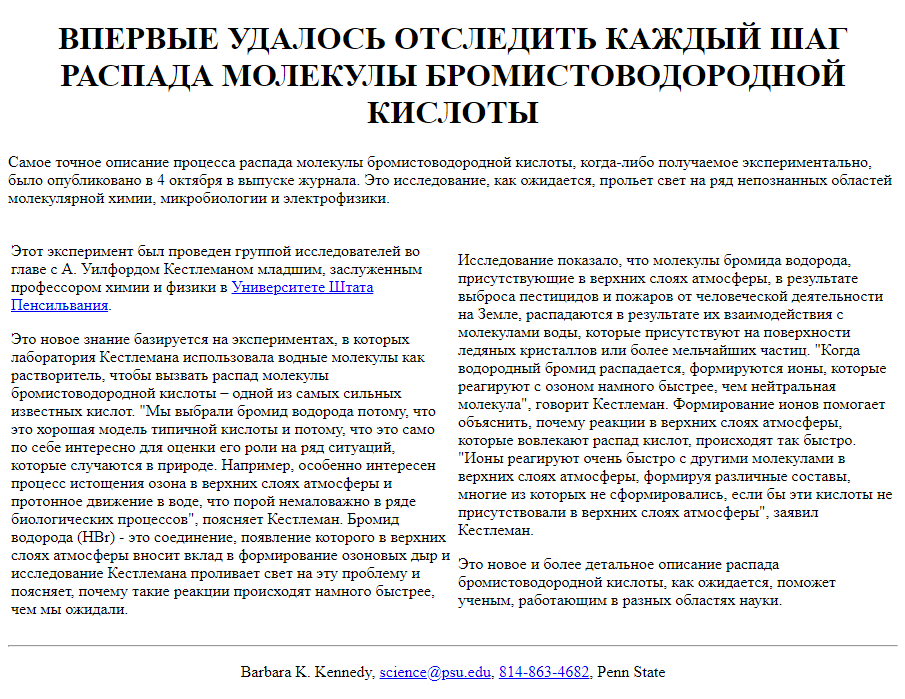 ВПЕРВЫЕ УДАЛОСЬ ОТСЛЕДИТЬ КАЖДЫЙ ШАГ
РАСПАДА МОЛЕКУЛЫ БРОМИСТОВОДОРОДНОЙ
КИСЛОТЫ
Самое точное описание процесса распада молекулы бромистоводородной кислоты, когда-либо получаемое экспериментально,
было опубликовано в 4 октября в выпуске журнала. Это исследование, как ожидается, прольет свет на ряд непознанных областей
молекулярной химии, микробиологии и электрофизики.
Этот эксперимент был проведен группой исследователей во
главе с А. Уилфордом Кестлеманом младшим, заслуженным
профессором химии и физики в Университете Штата
Пенсильвания.
Это новое знание базируется на экспериментах, в которых
лаборатория Кестлемана использовала водные молекулы как
растворитель, чтобы вызвать распад молекулы
бромистоводородной кислоты – одной из самых сильных
известных кислот. "Мы выбрали бромид водорода потому, что
это хорошая модель типичной кислоты и потому, что это само
по себе интересно для оценки его роли на ряд ситуаций,
которые случаются в природе. Например, особенно интересен
процесс истощения озона в верхних слоях атмосферы и
протонное движение в воде, что порой немаловажно в ряде
биологических процессов", поясняет Кестлеман. Бромид
водорода (HBr) - это соединение, появление которого в верхних
слоях атмосферы вносит вклад в формирование озоновых дыр и
исследование Кестлемана проливает свет на эту проблему и
поясняет, почему такие реакции происходят намного быстрее,
чем мы ожидали.
Исследование показало, что молекулы бромида водорода,
присутствующие в верхних слоях атмосферы, в результате
выброса пестицидов и пожаров от человеческой деятельности
на Земле, распадаются в результате их взаимодействия с
молекулами воды, которые присутствуют на поверхности
ледяных кристаллов или более мельчайших частиц. "Когда
водородный бромид распадается, формируются ионы, которые
реагируют с озоном намного быстрее, чем нейтральная
молекула", говорит Кестлеман. Формирование ионов помогает
объяснить, почему реакции в верхних слоях атмосферы,
которые вовлекают распад кислот, происходят так быстро.
"Ионы реагируют очень быстро с другими молекулами в
верхних слоях атмосферы, формируя различные составы,
многие из которых не сформировались, если бы эти кислоты не
присутствовали в верхних слоях атмосферы", заявил
Кестлеман.
Это новое и более детальное описание распада
бромистоводородной кислоты, как ожидается, поможет
ученым, работающим в разных областях науки.
Barbara K. Kennedy, science@psu.edu, 814-863-4682, Penn State